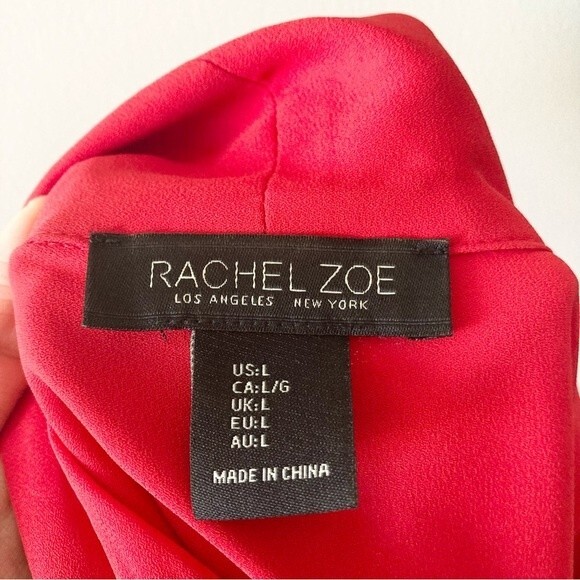 RACHEL ZOE
LOS ANGELES NEW YORK
US:L
CA:L/G
UK:L
EU:L
AU:L
MADE IN CHINA